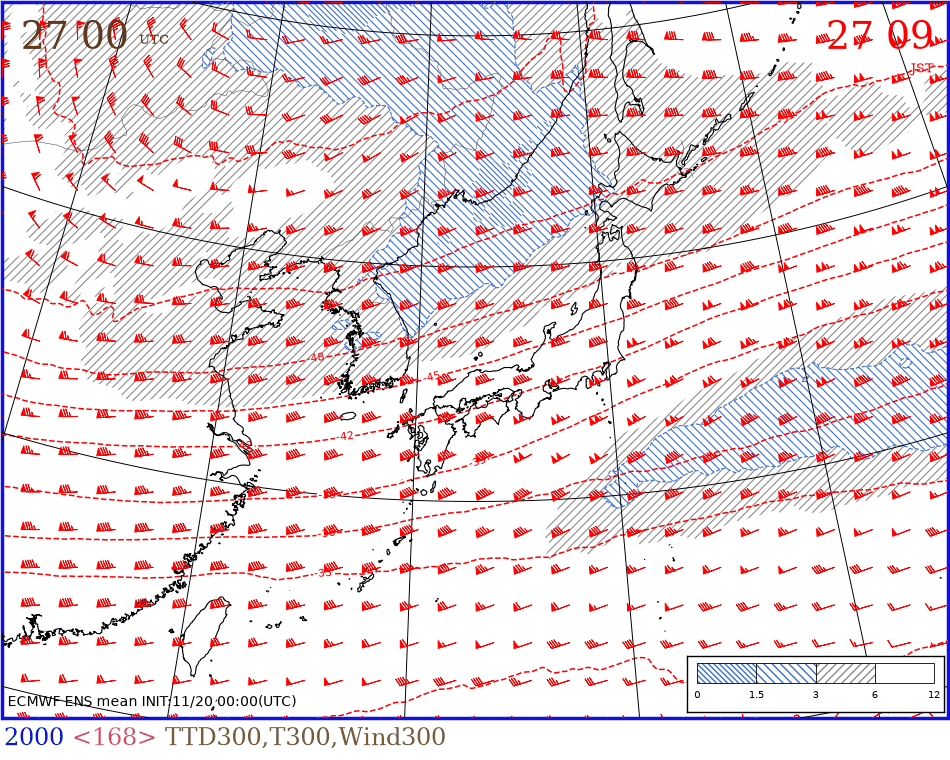 27 00 UTC
27 09
JST
-48
-45
-42
-39
-33
ECMWF ENS mean INIT:11/20 00:00(UTC)
0 1.5 3 6 12
2000 <168> TTD300,T300,Wind300